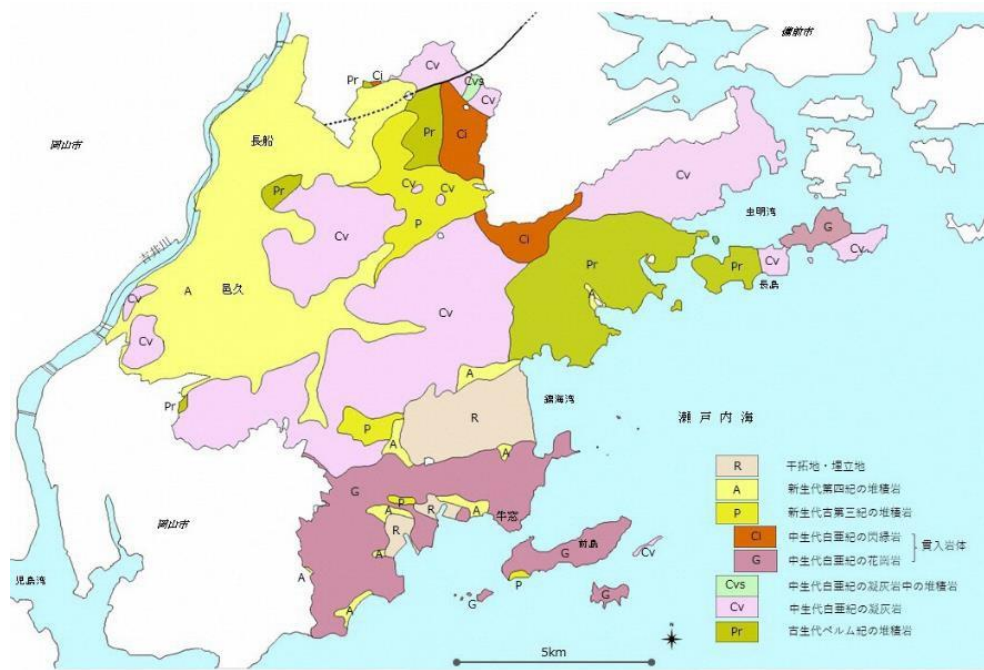 備前市
Cv
Pr
Ci
Cvs
Cv
岡山市
長船
Pr
Ci
Pr
Cv
Cv
Cv
P
虫明湾
G
Cv
Ci
吉井川
Cv
Pr
Pr
Cv
長島
A
邑久
A
Cv
Cv
Cv
A
錦海湾
Pr
R
瀬戸内海
P
A
A
G
P
A
R
A
牛窓
岡山市
R
前島
G
A
Cv
児島湾
A
P
G
G
A
R
干拓地・埋立地
A
新生代第四紀の堆積岩
P
新生代古第三紀の堆積岩
Ci
中生代白亜紀の閃緑岩
貫入岩体
G
中生代白亜紀の花崗岩
Cvs
中生代白亜紀の凝灰岩中の堆積岩
Cv
中生代白亜紀の凝灰岩
Pr
古生代ペルム紀の堆積岩
5km